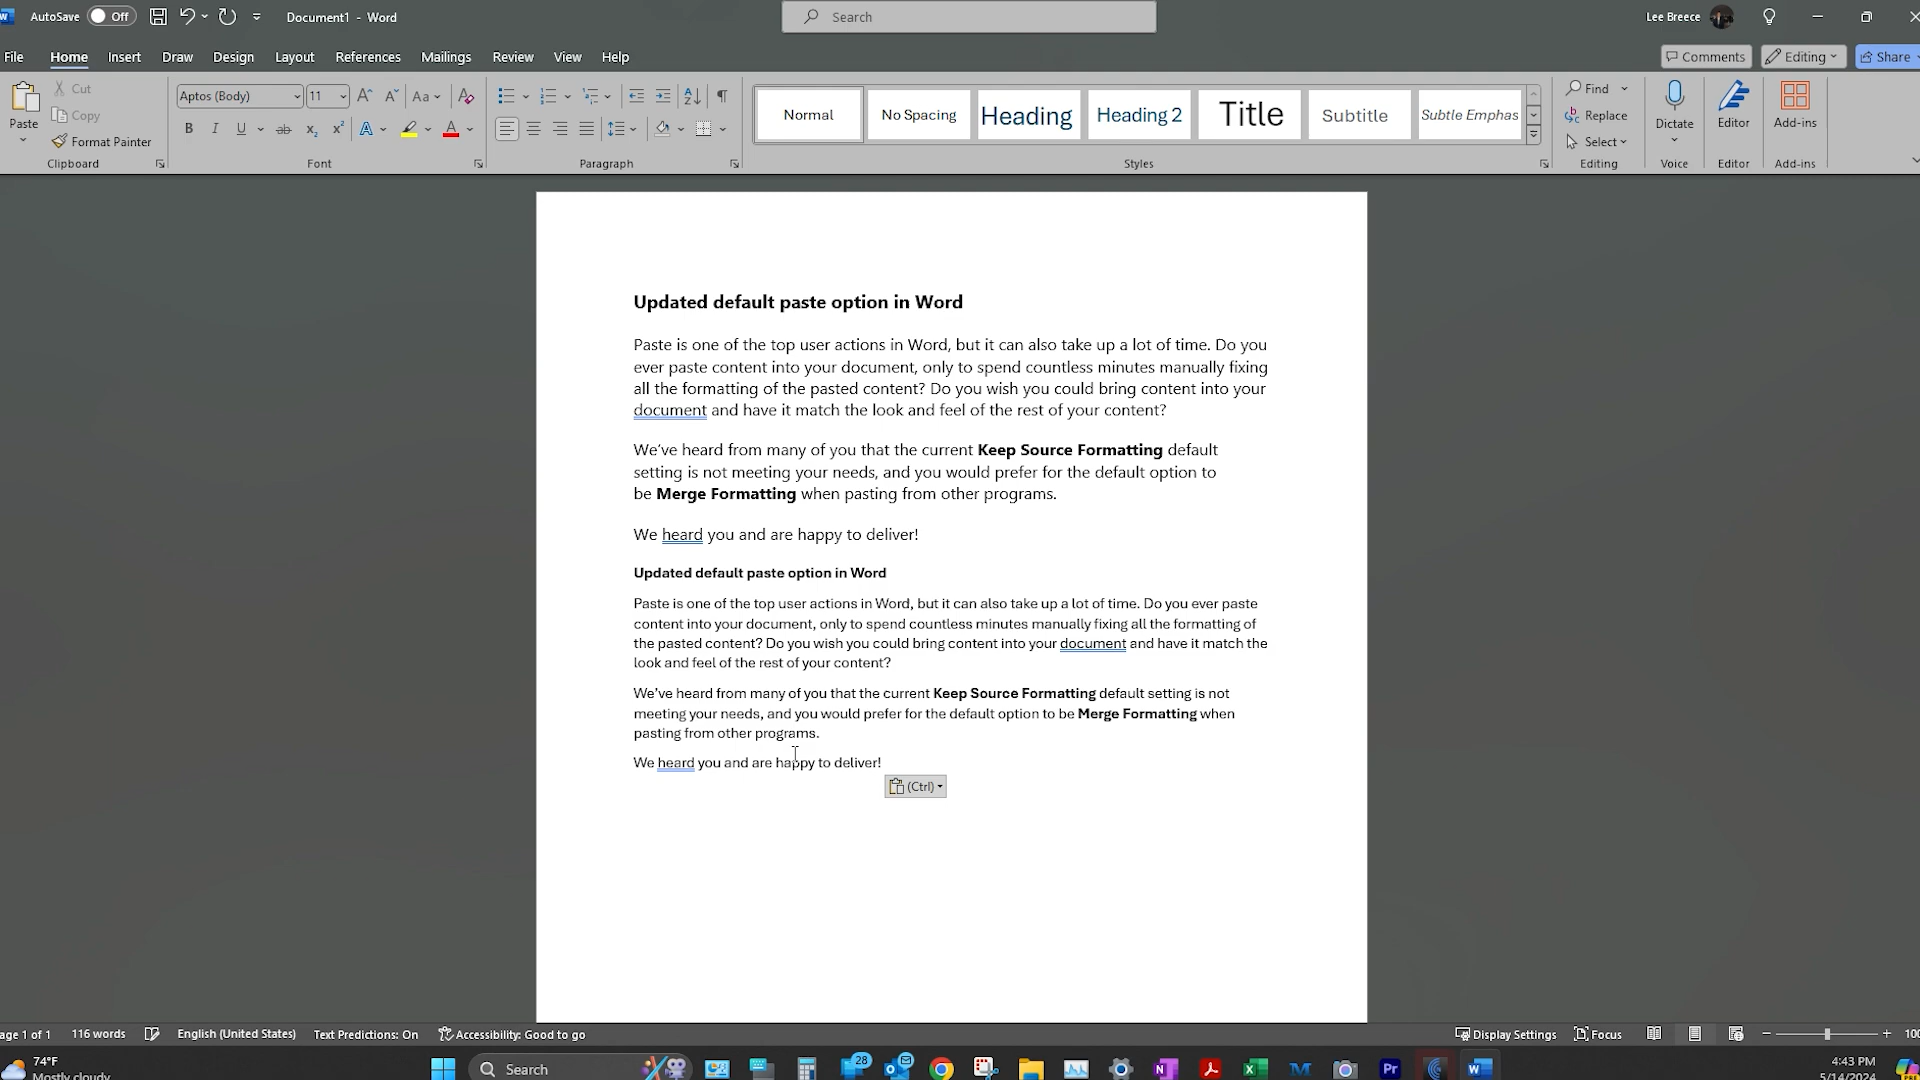 AutoSave Off Document1 - Word Search Lee Breece
File Home Insert Draw Design Layout References Mailings Review View Help Comments Editing Share
Paste Cut Copy Format Painter Clipboard
Aptos (Body) 11 Aa B I U ab x₂ x² A A Font
Paragraph
Normal No Spacing Heading Heading 2 Title Subtitle Subtle Emphas Styles
Find Replace Select Editing
Dictate Voice
Editor Editor
Add-ins Add-ins
Updated default paste option in Word
Paste is one of the top user actions in Word, but it can also take up a lot of time. Do you
ever paste content into your document, only to spend countless minutes manually fixing
all the formatting of the pasted content? Do you wish you could bring content into your
document and have it match the look and feel of the rest of your content?
We've heard from many of you that the current Keep Source Formatting default
setting is not meeting your needs, and you would prefer for the default option to
be Merge Formatting when pasting from other programs.
We heard you and are happy to deliver!
Updated default paste option in Word
Paste is one of the top user actions in Word, but it can also take up a lot of time. Do you ever paste
content into your document, only to spend countless minutes manually fixing all the formatting of
the pasted content? Do you wish you could bring content into your document and have it match the
look and feel of the rest of your content?
We've heard from many of you that the current Keep Source Formatting default setting is not
meeting your needs, and you would prefer for the default option to be Merge Formatting when
pasting from other programs.
We heard you and are happy to deliver!
(Ctrl)
age 1 of 1 116 words English (United States) Text Predictions: On Accessibility: Good to go Display Settings Focus 100
74°F
Mostly cloudy
Search 28 Pr
4:43 PM
5/14/2024